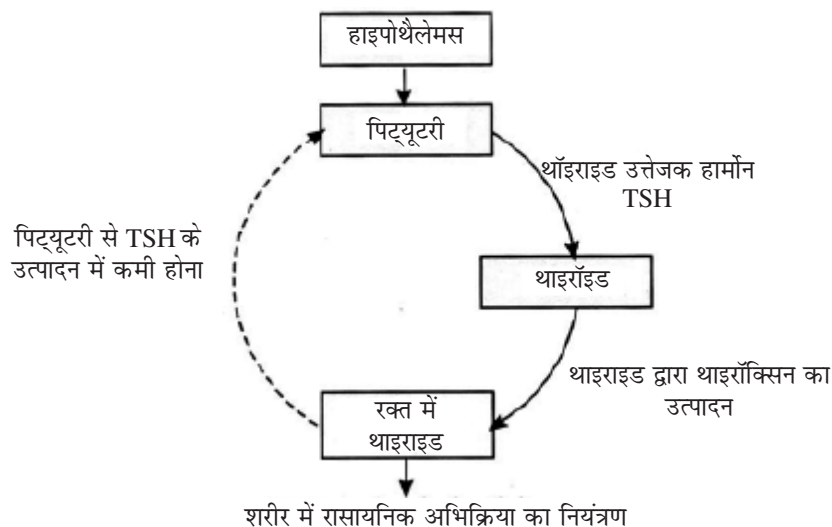 हाइपोथैलेमस
पिट्यूटरी
थॉइराइड उत्तेजक हार्मोन
TSH
पिट्यूटरी से TSH के
उत्पादन में कमी होना
थाइरॉइड
थाइराइड द्वारा थाइरॉक्सिन का
उत्पादन
रक्त में
थाइराइड
शरीर में रासायनिक अभिक्रिया का नियंत्रण